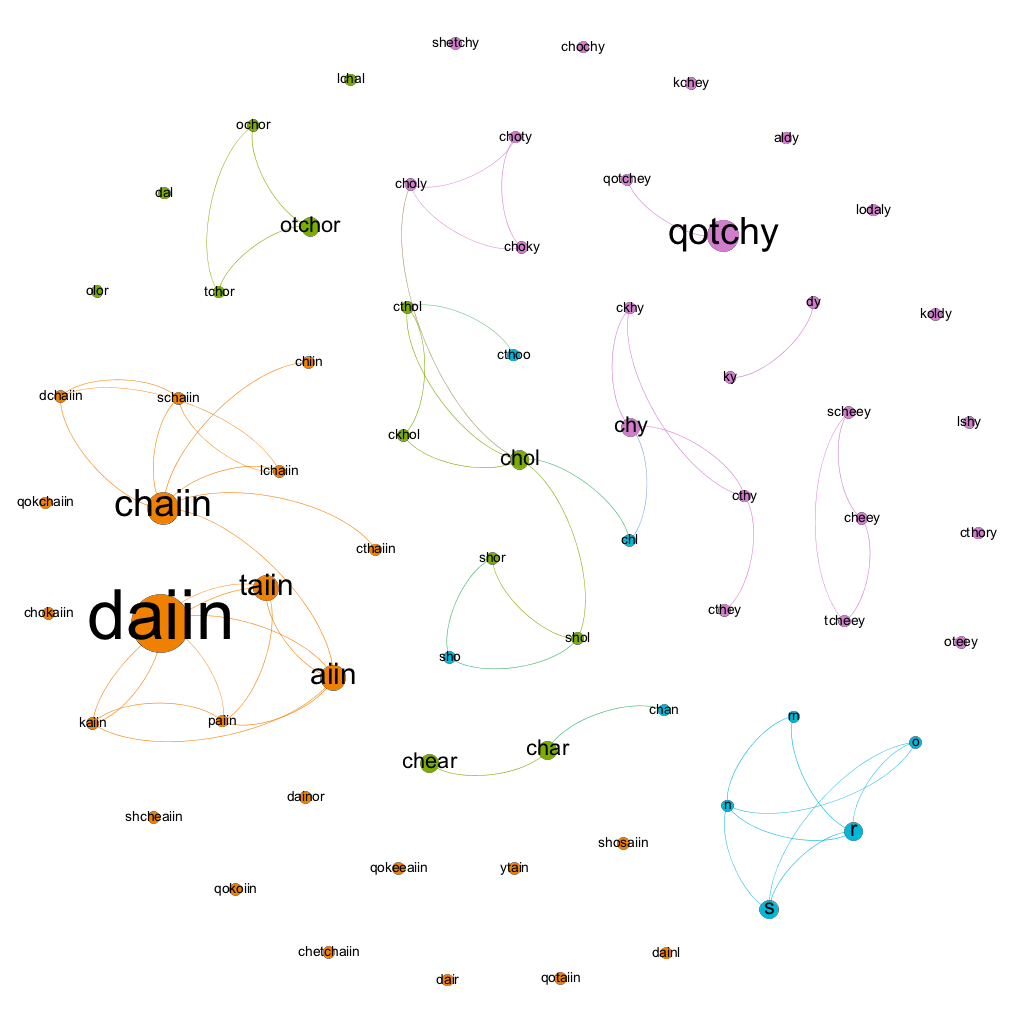 shetchy
chochy
lchal
kchey
ochor
choty
aldy
qotchey
choly
dal
lodaly
otchor
qotchy
choky
olor
tchor
dy
cthol
ckhy
koldy
cthoo
chiin
ky
dchaiin
schaiin
scheey
lshy
chy
ckhol
chol
lchaiin
cthy
qokchaiin
chaiin
cheey
cthory
chl
cthaiin
shor
taiin
chokaiin
daiin
cthey
tcheey
shol
oteey
sho
aiin
chan
m
kaiin
paiin
o
char
chear
dainor
n
shcheaiin
r
shosaiin
qokeeaiin
ytain
qokoiin
s
chetchaiin
dainl
dair
qotaiin